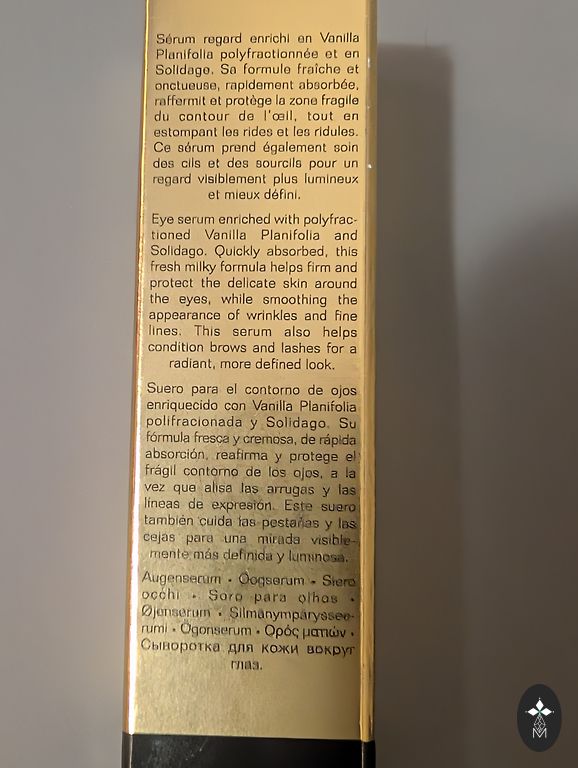 Sérum regard enrichi en Vanilla
Planifolia polyfractionnée et en
Solidago. Sa formule fraîche et
onctueuse, rapidement absorbée,
raffermit et protège la zone fragile
du contour de l'œil, tout en
estompant les rides et les ridules.
Ce sérum prend également soin
des cils et des sourcils pour un
regard visiblement plus lumineux
et mieux défini.
Eye serum enriched with polyfrac-
tioned Vanilla Planifolia and
Solidago. Quickly absorbed, this
fresh milky formula helps firm and
protect the delicate skin around
the eyes, while smoothing the
appearance of wrinkles and fine
lines. This serum also helps
condition brows and lashes for a
radiant, more defined look.
Suero para el contorno de ojos
enriquecido con Vanilla Planifolia
polifraccionada y Solidago. Su
fórmula fresca y cremosa, de rápida
absorción, reafirma y protege el
frágil contorno de los ojos, a la
vez que alisa las arrugas y las
líneas de expresión. Este suero
también cuida las pestañas y las
cejas para una mirada visible-
mente más definida y luminosa.
Augenserum • Oogserum • Siero
occhi • Soro para olhos •
Øjenserum • Silmänympärysseer-
rumi • Ögonserum • Ορός ματιών •
Сыворотка для кожи вокруг
глаз.
M